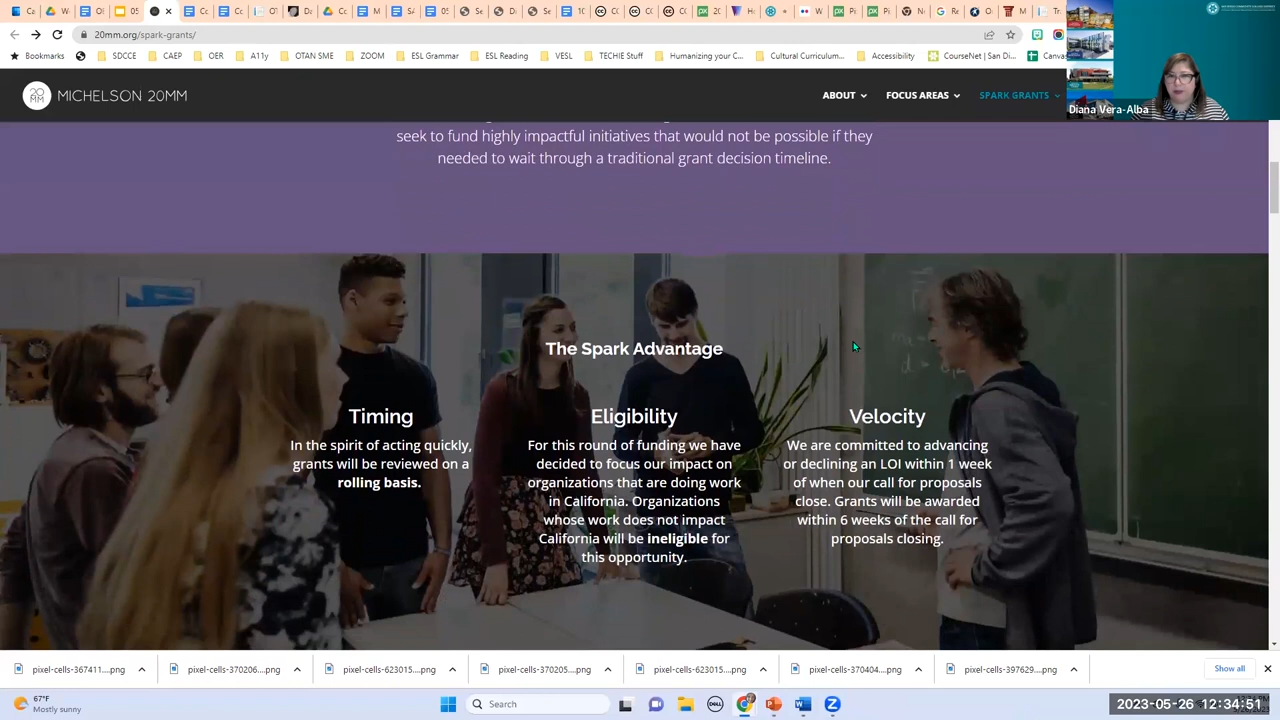 20mm.org/spark-grants/
Bookmarks
SDCCE
CAEP
OER
A11y
OTAN SME
ESL Grammar
ESL Reading
VESL
TECHIE STUFF
Humanizing your C...
Cultural Curriculum...
Accessibility
CourseNet | San Di...
20
MM
MICHELSON 20MM
ABOUT
FOCUS AREAS
SPARK GRANTS
Diana Vera-Alba
seek to fund highly impactful initiatives that would not be possible if they
needed to wait through a traditional grant decision timeline.
The Spark Advantage
Timing
In the spirit of acting quickly,
grants will be reviewed on a
rolling basis.
Eligibility
For this round of funding we have
decided to focus our impact on
organizations that are doing work
in California. Organizations
whose work does not impact
California will be ineligible for
this opportunity.
Velocity
We are committed to advancing
or declining an LOI within 1 week
of when our call for proposals
close. Grants will be awarded
within 6 weeks of the call for
proposals closing.
pixel-cells-367411....png
pixel-cells-370206....png
pixel-cells-623015....png
pixel-cells-370205....png
pixel-cells-623015....png
pixel-cells-370404....png
pixel-cells-397629....png
Show all
67°F
Mostly sunny
Search
2023-05-26 12:34:51